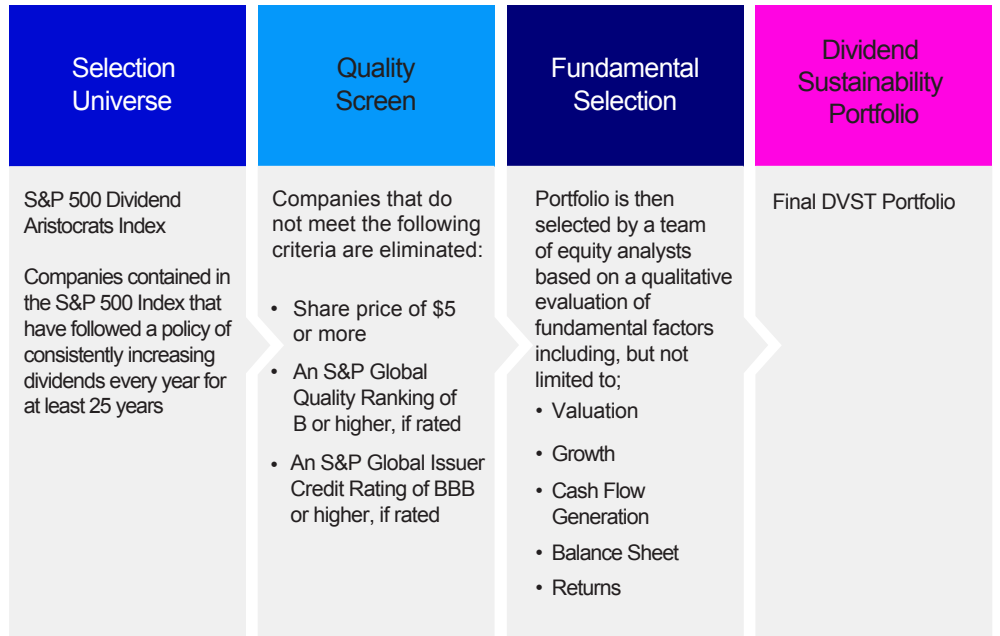 Selection
Universe
S&P 500 Dividend
Aristocrats Index
Companies contained in
the S&P 500 Index that
have followed a policy of
consistently increasing
dividends every year for
at least 25 years
Quality
Screen
Companies that do
not meet the following
criteria are eliminated:
• Share price of $5
or more
• An S&P Global
Quality Ranking of
B or higher, if rated
• An S&P Global Issuer
Credit Rating of BBB
or higher, if rated
Fundamental
Selection
Portfolio is then
selected by a team
of equity analysts
based on a qualitative
evaluation of
fundamental factors
including, but not
limited to;
• Valuation
• Growth
• Cash Flow
Generation
• Balance Sheet
• Returns
Dividend
Sustainability
Portfolio
Final DVST Portfolio